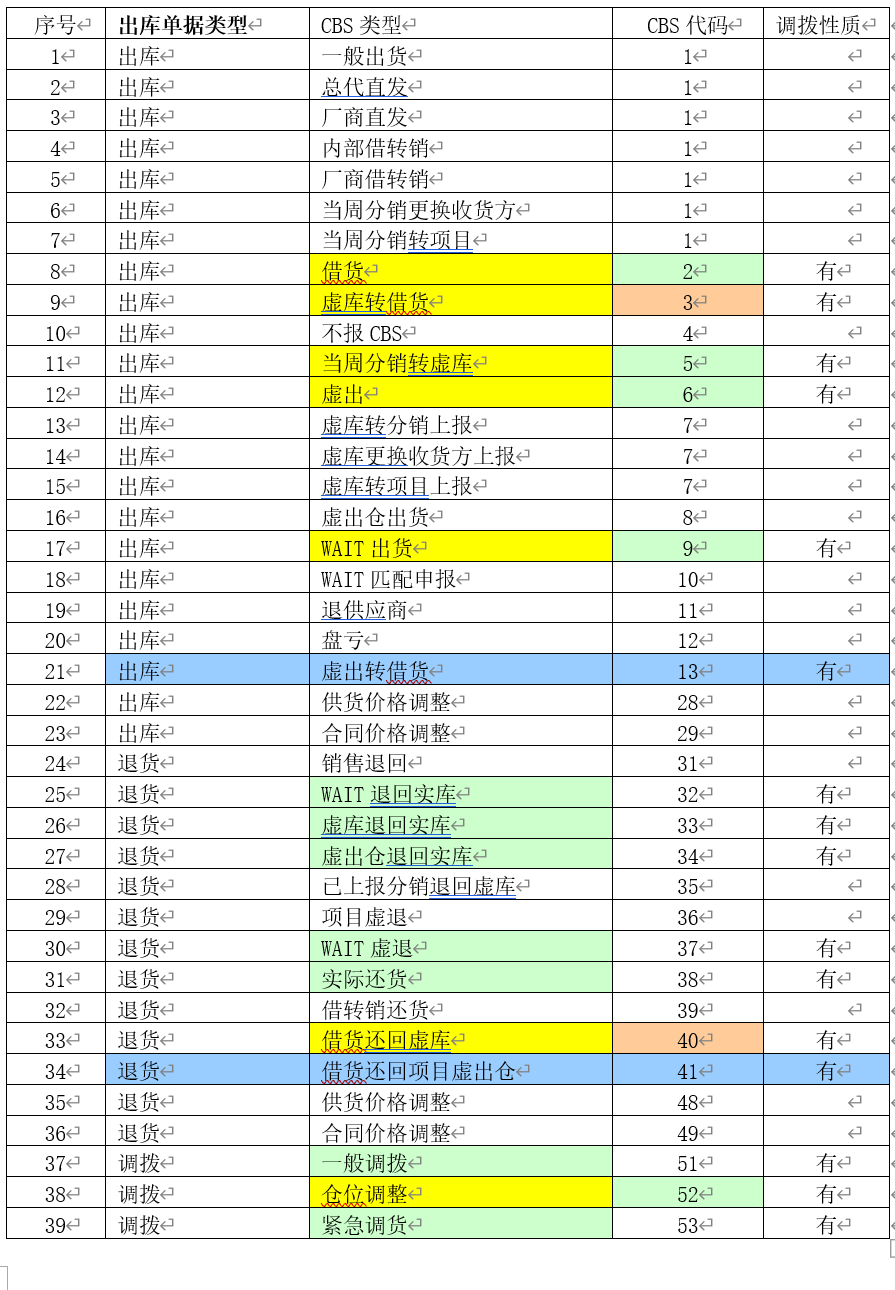 序号 出库单据类型 CBS 类型 CBS 代码 调拨性质
1 出库 一般出货 1
2 出库 总代直发 1
3 出库 厂商直发 1
4 出库 内部借转销 1
5 出库 厂商借转销 1
6 出库 当周分销更换收货方 1
7 出库 当周分销转项目 1
8 出库 借货 2 有
9 出库 虚库转借货 3 有
10 出库 不报 CBS 4
11 出库 当周分销转虚库 5 有
12 出库 虚出 6 有
13 出库 虚库转分销上报 7
14 出库 虚库更换收货方上报 7
15 出库 虚库转项目上报 7
16 出库 虚出仓出货 8
17 出库 WAIT 出货 9 有
18 出库 WAIT 匹配申报 10
19 出库 退供应商 11
20 出库 盘亏 12
21 出库 虚出转借货 13 有
22 出库 供货价格调整 28
23 出库 合同价格调整 29
24 退货 销售退回 31
25 退货 WAIT 退回实库 32 有
26 退货 虚库退回实库 33 有
27 退货 虚出仓退回实库 34 有
28 退货 已上报分销退回虚库 35
29 退货 项目虚退 36
30 退货 WAIT 虚退 37 有
31 退货 实际还货 38 有
32 退货 借转销还货 39
33 退货 借货还回虚库 40 有
34 退货 借货还回项目虚出仓 41 有
35 退货 供货价格调整 48
36 退货 合同价格调整 49
37 调拨 一般调拨 51 有
38 调拨 仓位调整 52 有
39 调拨 紧急调货 53 有